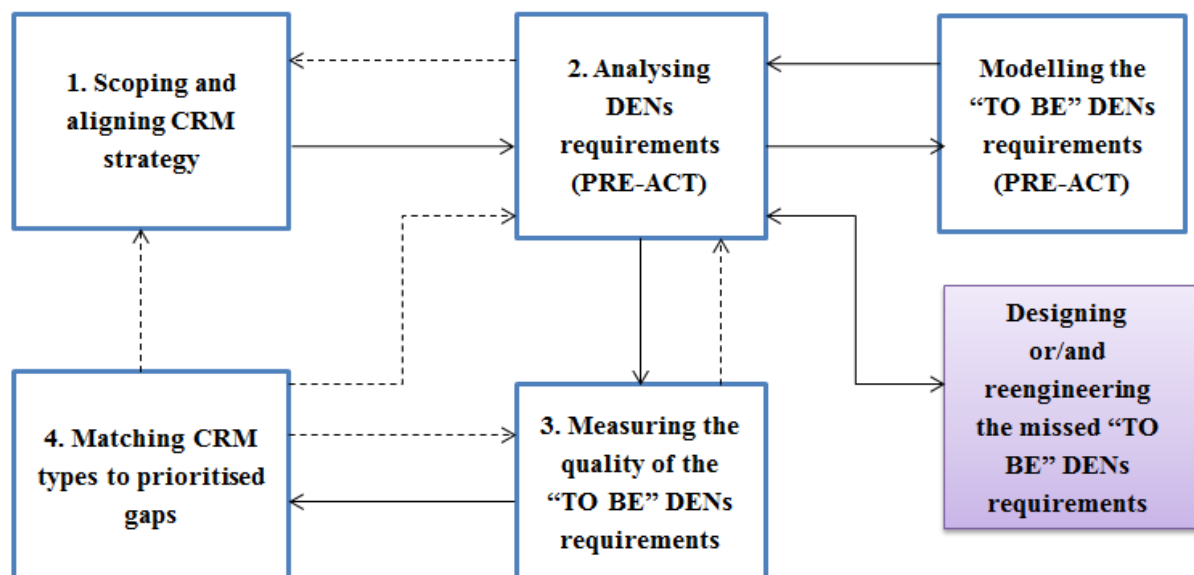 1. Scoping and
aligning CRM
strategy
2. Analysing
DENs
requirements
(PRE-ACT)
Modelling the
“TO BE” DENs
requirements
(PRE-ACT)
4. Matching CRM
types to prioritised
gaps
3. Measuring the
quality of the
“TO BE” DENs
requirements
Designing
or/and
reengineering
the missed “TO
BE” DENs
requirements